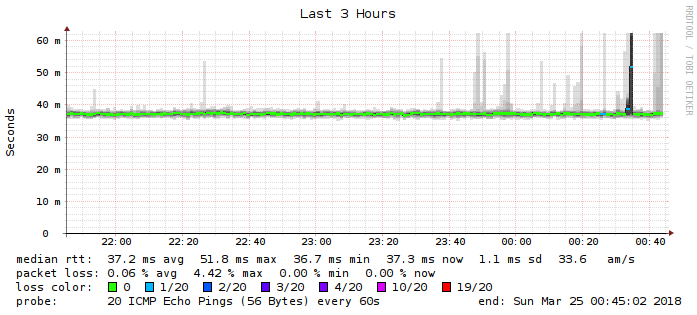 Last 3 Hours
RRDTOOL / TOBI OETIKER
Seconds
60 m
50 m
40 m
30 m
20 m
10 m
0
22:00 22:20 22:40 23:00 23:20 23:40 00:00 00:20 00:40
median rtt: 37.2 ms avg 51.8 ms max 36.7 ms min 37.3 ms now 1.1 ms sd 33.6 am/s
packet loss: 0.06 % avg 4.42 % max 0.00 % min 0.00 % now
loss color: 0 1/20 2/20 3/20 4/20 10/20 19/20
probe: 20 ICMP Echo Pings (56 Bytes) every 60s end: Sun Mar 25 00:45:02 2018